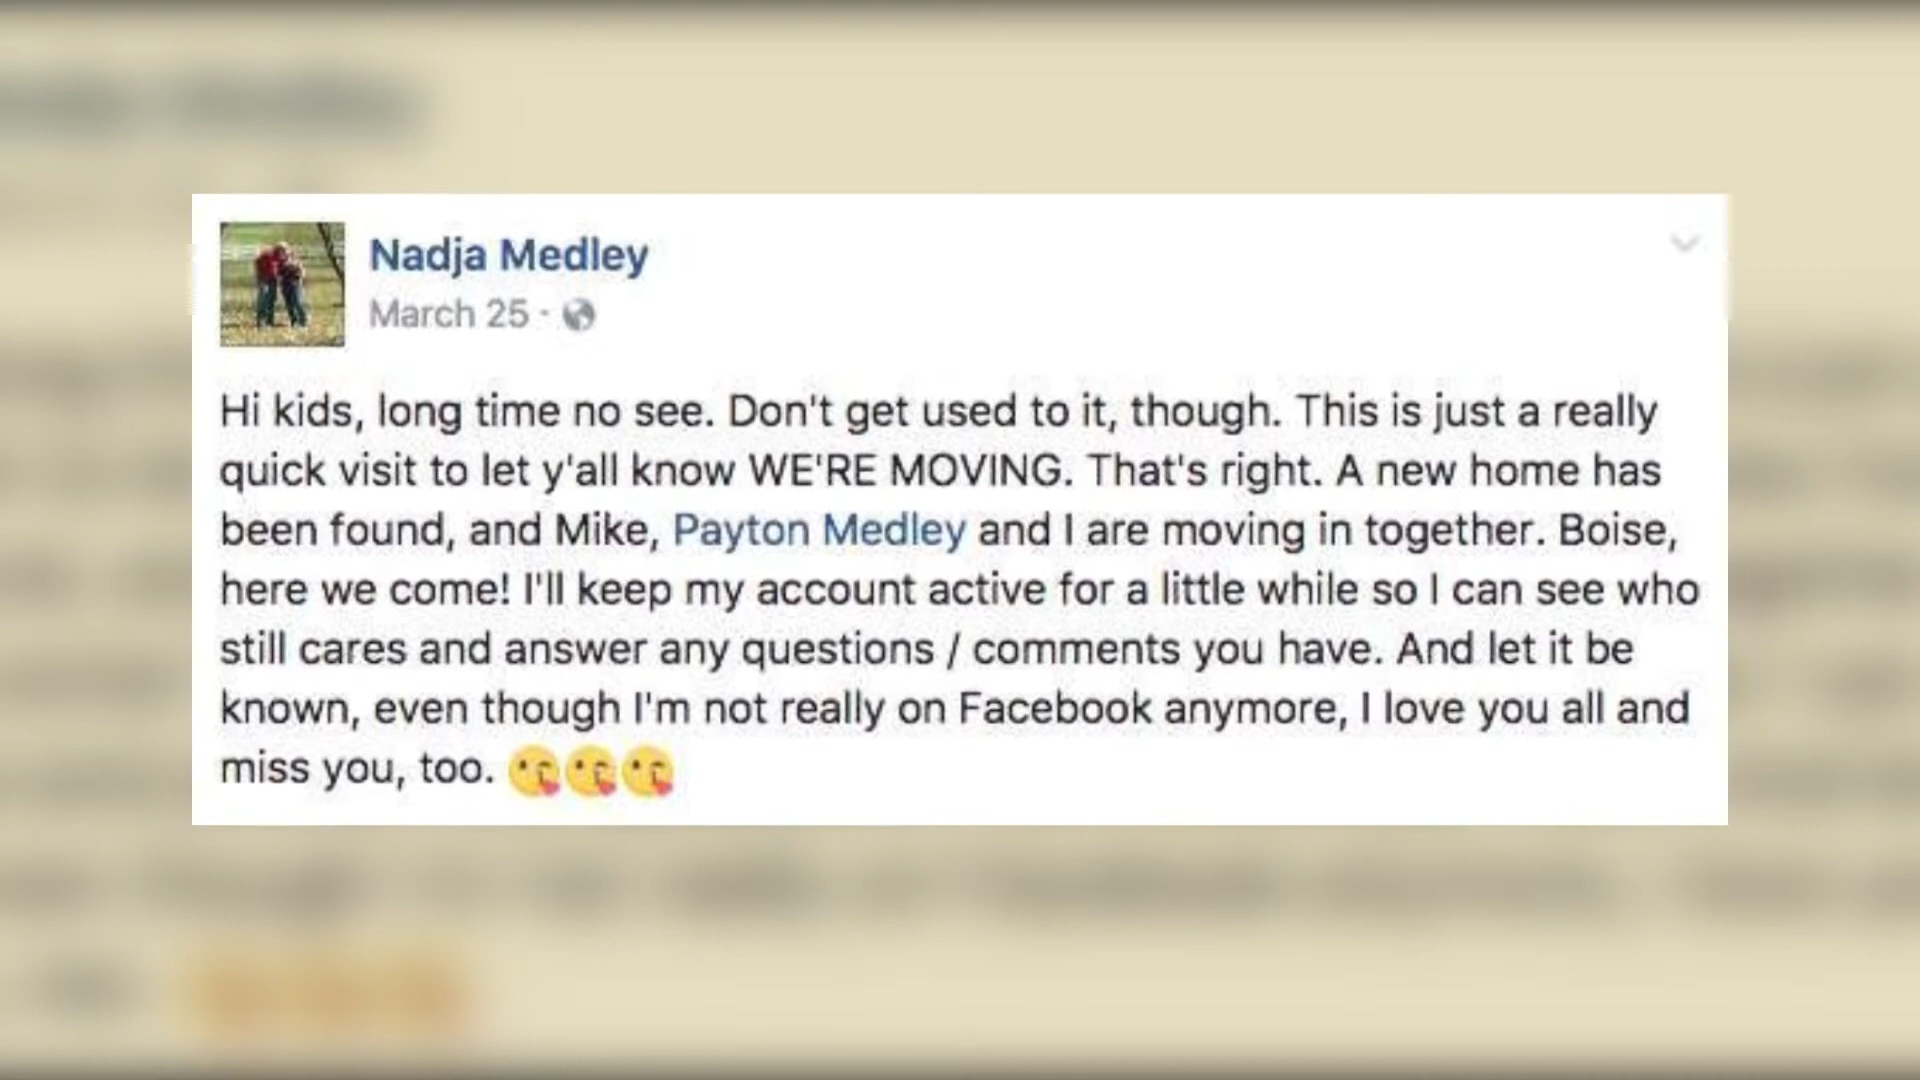 Nadja Medley
March 25 ·
Hi kids, long time no see. Don't get used to it, though. This is just a really
quick visit to let y'all know WE'RE MOVING. That's right. A new home has
been found, and Mike, Payton Medley and I are moving in together. Boise,
here we come! I'll keep my account active for a little while so I can see who
still cares and answer any questions / comments you have. And let it be
known, even though I'm not really on Facebook anymore, I love you all and
miss you, too. 😘😘😘